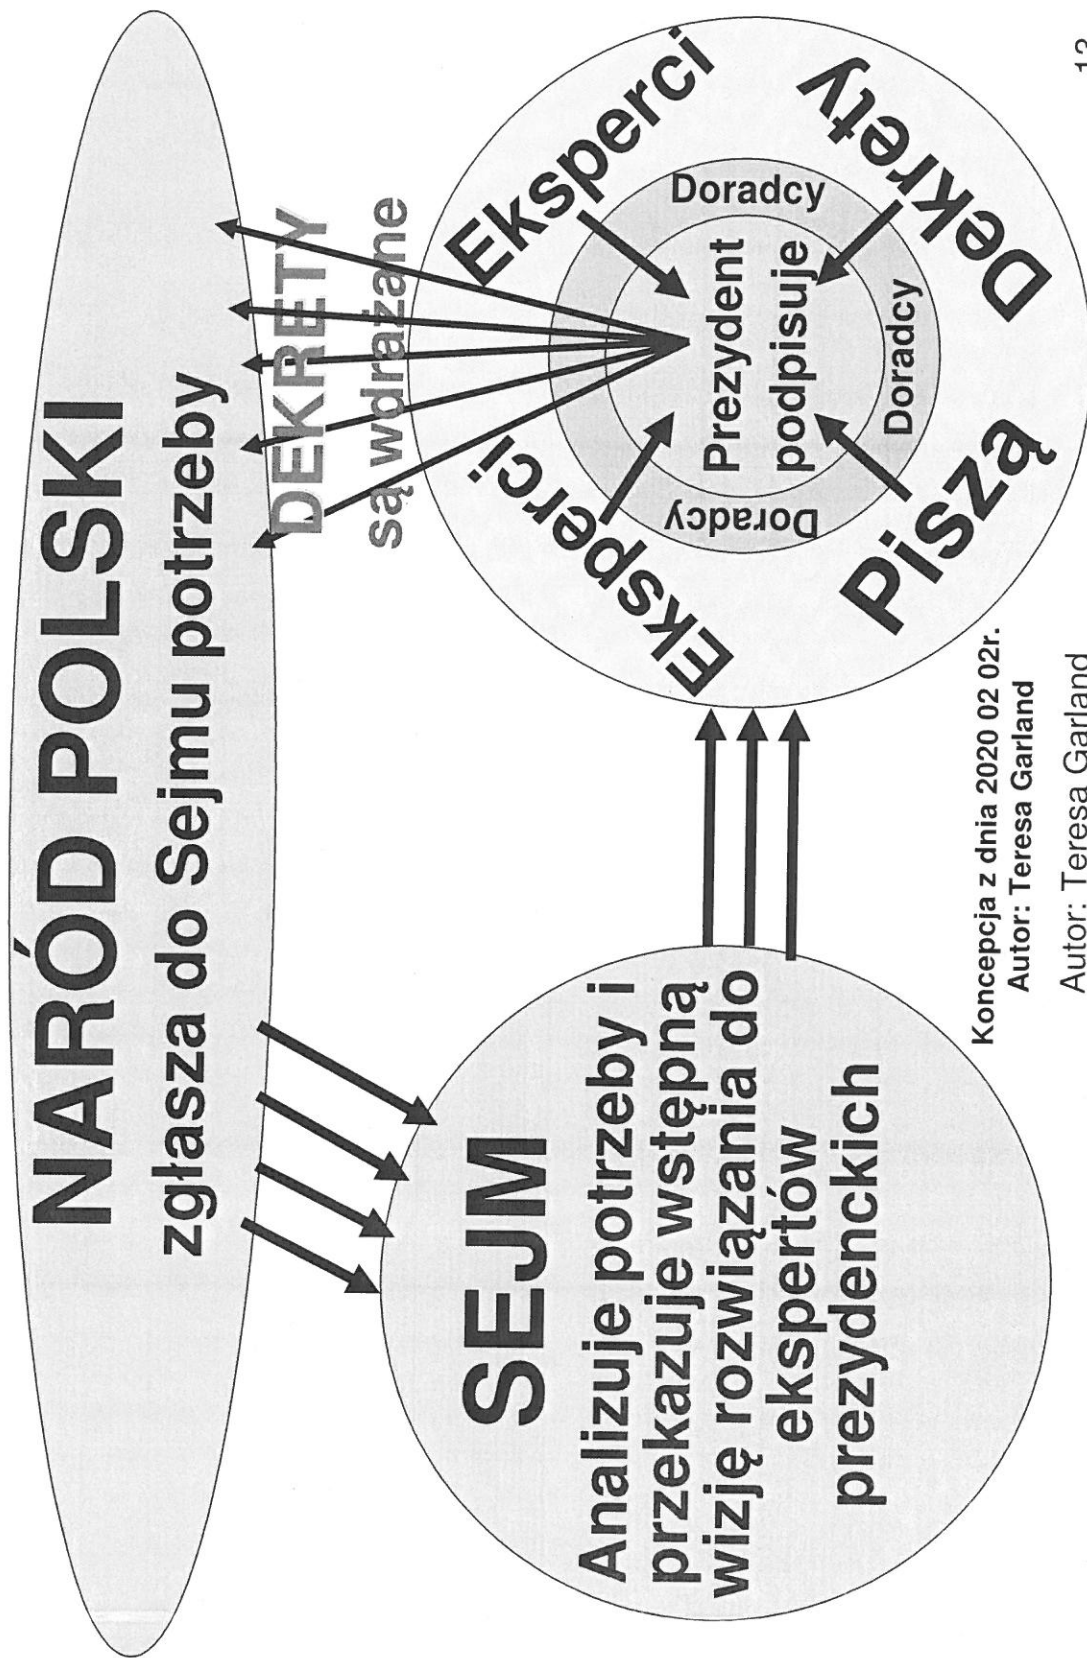 NARÓD POLSKI
zgłasza do Sejmu potrzeby
DEKRETY
są wdrażane
SEJM
Analizuje potrzeby i
przekazuje wstępną
wizję rozwiązania do
ekspertów
prezydenckich
Eksperci
Eksperci
Doradcy
Doradcy
Doradcy
Prezydent
podpisuje
Piszą
Dekrety
Koncepcja z dnia 2020 02 02r.
Autor: Teresa Garland
Autor: Teresa Garland